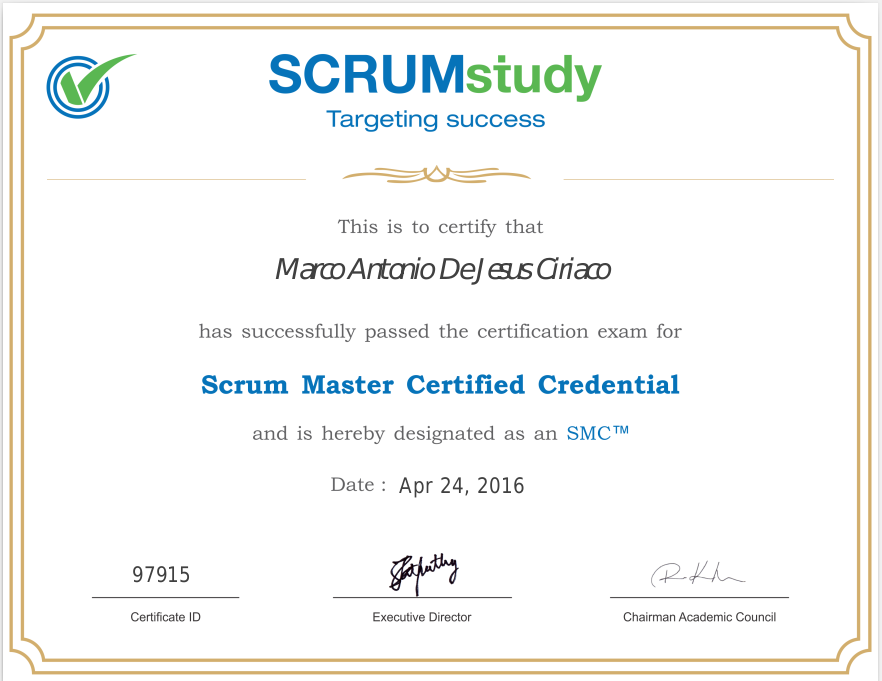 SCRUMstudy
Targeting success
This is to certify that
Marco Antonio De Jesus Ciriaco
has successfully passed the certification exam for
Scrum Master Certified Credential
and is hereby designated as an SMC™
Date : Apr 24, 2016
97915
Certificate ID
Executive Director
Chairman Academic Council